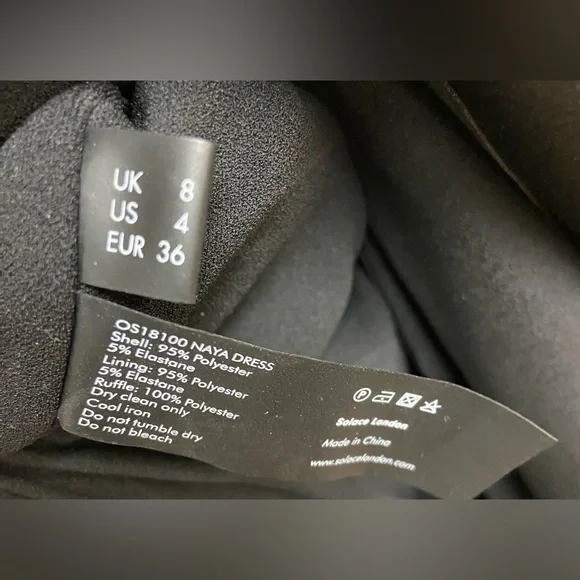 UK 8
US 4
EUR 36
OS18100 NAYA DRESS
Shell: 95% Polyester
5% Elastane
Lining: 95% Polyester
5% Elastane
Ruffle: 100% Polyester
Dry clean only
Cool iron
Do not tumble dry
Do not bleach
P
Solace London
Made in China
www.solacelondon.com